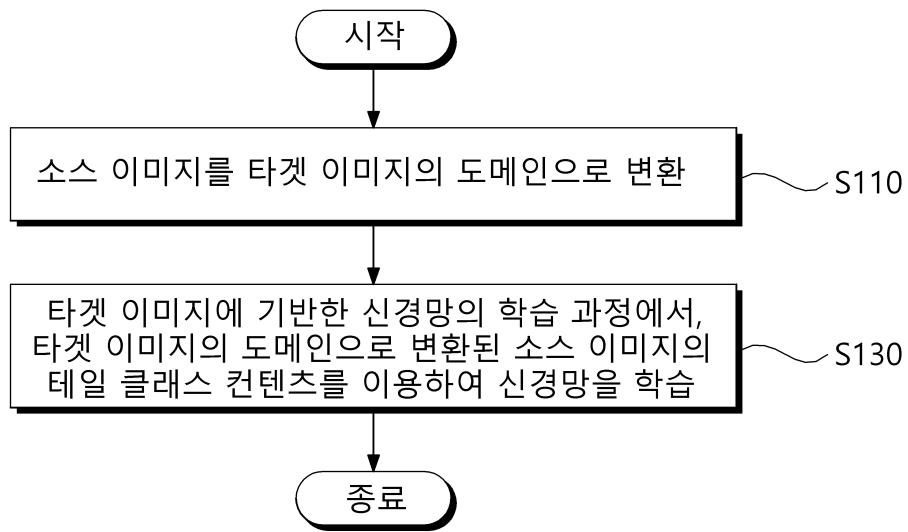 시작
소스 이미지를 타겟 이미지의 도메인으로 변환
S110
타겟 이미지에 기반한 신경망의 학습 과정에서,
타겟 이미지의 도메인으로 변환된 소스 이미지의
테일 클래스 컨텐츠를 이용하여 신경망을 학습
S130
종료